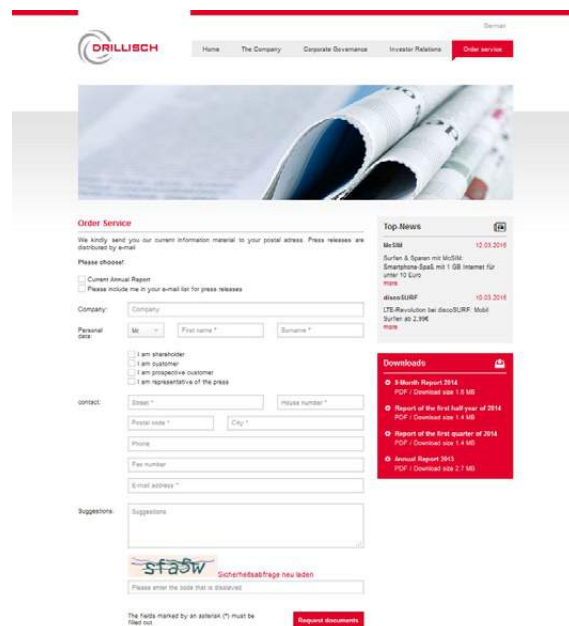 German
DRILLISCH
Home The Company Corporate Governance Investor Relations Order service
Order Service
We kindly send you our current information material to your postal adress. Press releases are
distributed by e-mail
Please choose!
Current Annual Report
Please include me in your e-mail list for press releases
Company: Company
Personal
data:
Mr. First name * Surname *
I am shareholder
I am customer
I am prospective customer
I am representative of the press
contact: Street * House number *
Postal code * City *
Phone
Fax number
E-mail address *
Suggestions: Suggestions
Sicherheitsabfrage neu laden
Please enter the code that is displayed
The fields marked by an asterisk (*) must be
filled out.
Request documents
Top-News
McSIM 12.03.2015
Surfen & Sparen mit McSIM:
Smartphone-Spaß mit 1 GB Internet für
unter 10 Euro
more
discoSURF 10.03.2015
LTE-Revolution bei discoSURF: Mobil
Surfen ab 2,99€
more
Downloads
9-Month Report 2014
PDF / Download size 1.8 MB
Report of the first half year of 2014
PDF / Download size 1.4 MB
Report of the first quarter of 2014
PDF / Download size 1.4 MB
Annual Report 2013
PDF / Download size 2.7 MB